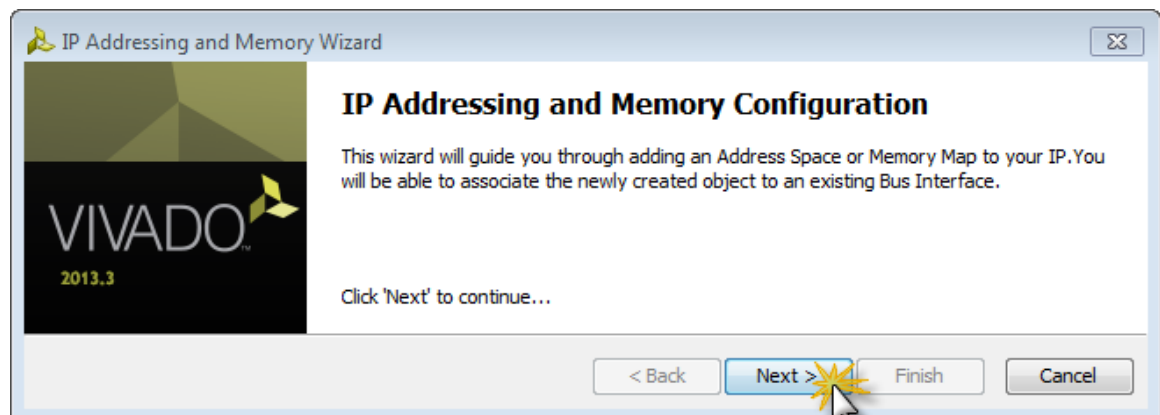 IP Addressing and Memory Wizard
IP Addressing and Memory Configuration
This wizard will guide you through adding an Address Space or Memory Map to your IP.You
will be able to associate the newly created object to an existing Bus Interface.
VIVADO™
2013.3
Click 'Next' to continue...
< Back
Next >
Finish
Cancel